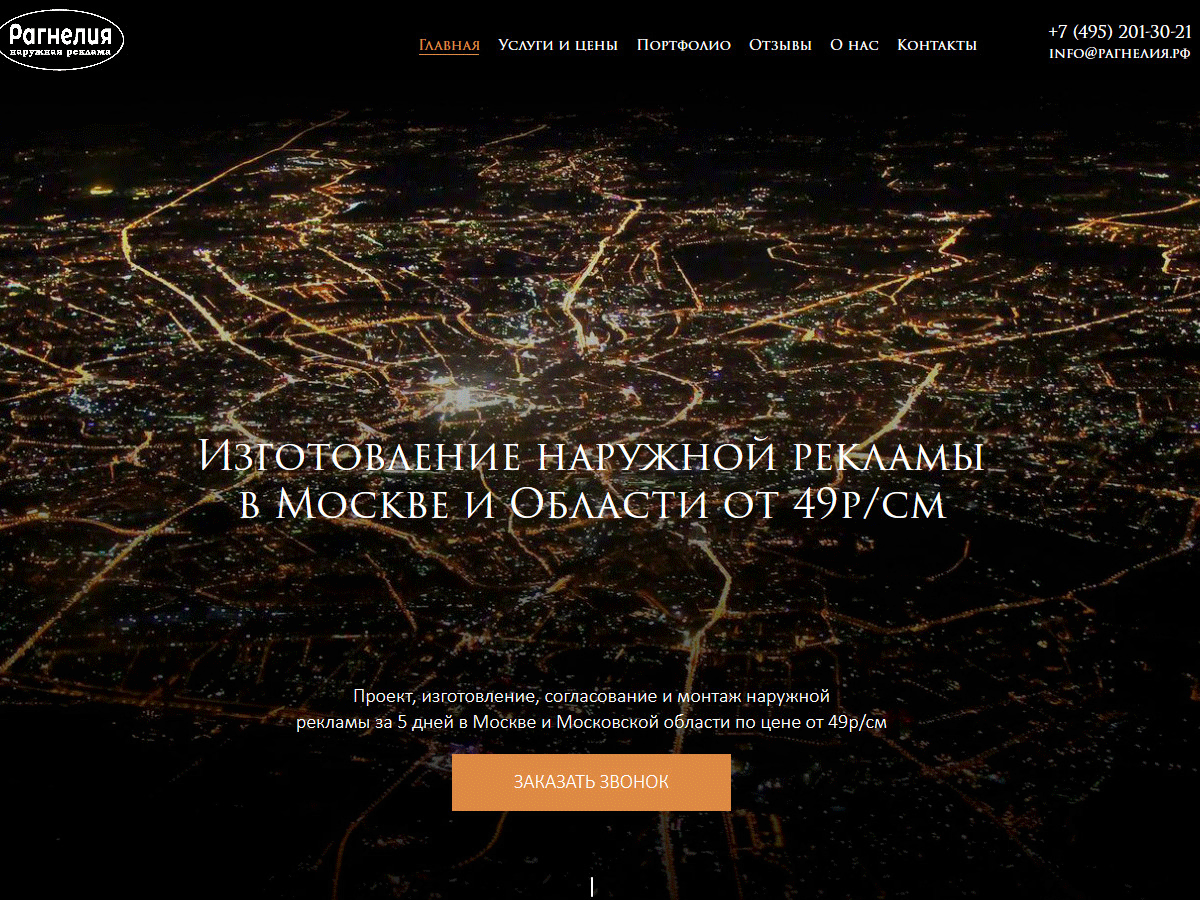 Рагнелия
наружная реклама
Главная Услуги и цены Портфолио Отзывы О нас Контакты
+7 (495) 201-30-21
INFO@РАГНЕЛИЯ.РФ
Изготовление наружной рекламы
в Москве и Области от 49р/см
Проект, изготовление, согласование и монтаж наружной
рекламы за 5 дней в Москве и Московской области по цене от 49р/см
ЗАКАЗАТЬ ЗВОНОК